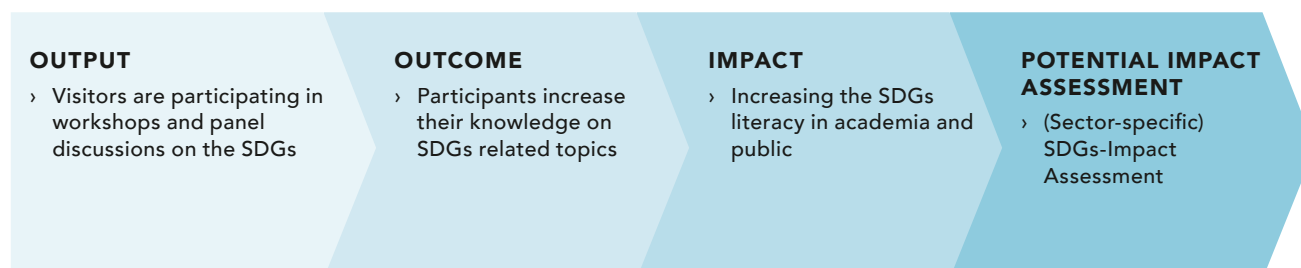 OUTPUT
› Visitors are participating in
workshops and panel
discussions on the SDGs
OUTCOME
› Participants increase
their knowledge on
SDGs related topics
IMPACT
› Increasing the SDGs
literacy in academia and
public
POTENTIAL IMPACT
ASSESSMENT
› (Sector-specific)
SDGs-Impact
Assessment